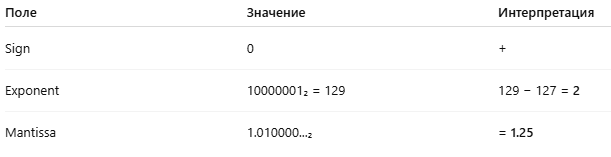 Поле Значение Интерпретация
Sign 0 +
Exponent 10000001₂ = 129 129 − 127 = 2
Mantissa 1.010000...₂ = 1.25